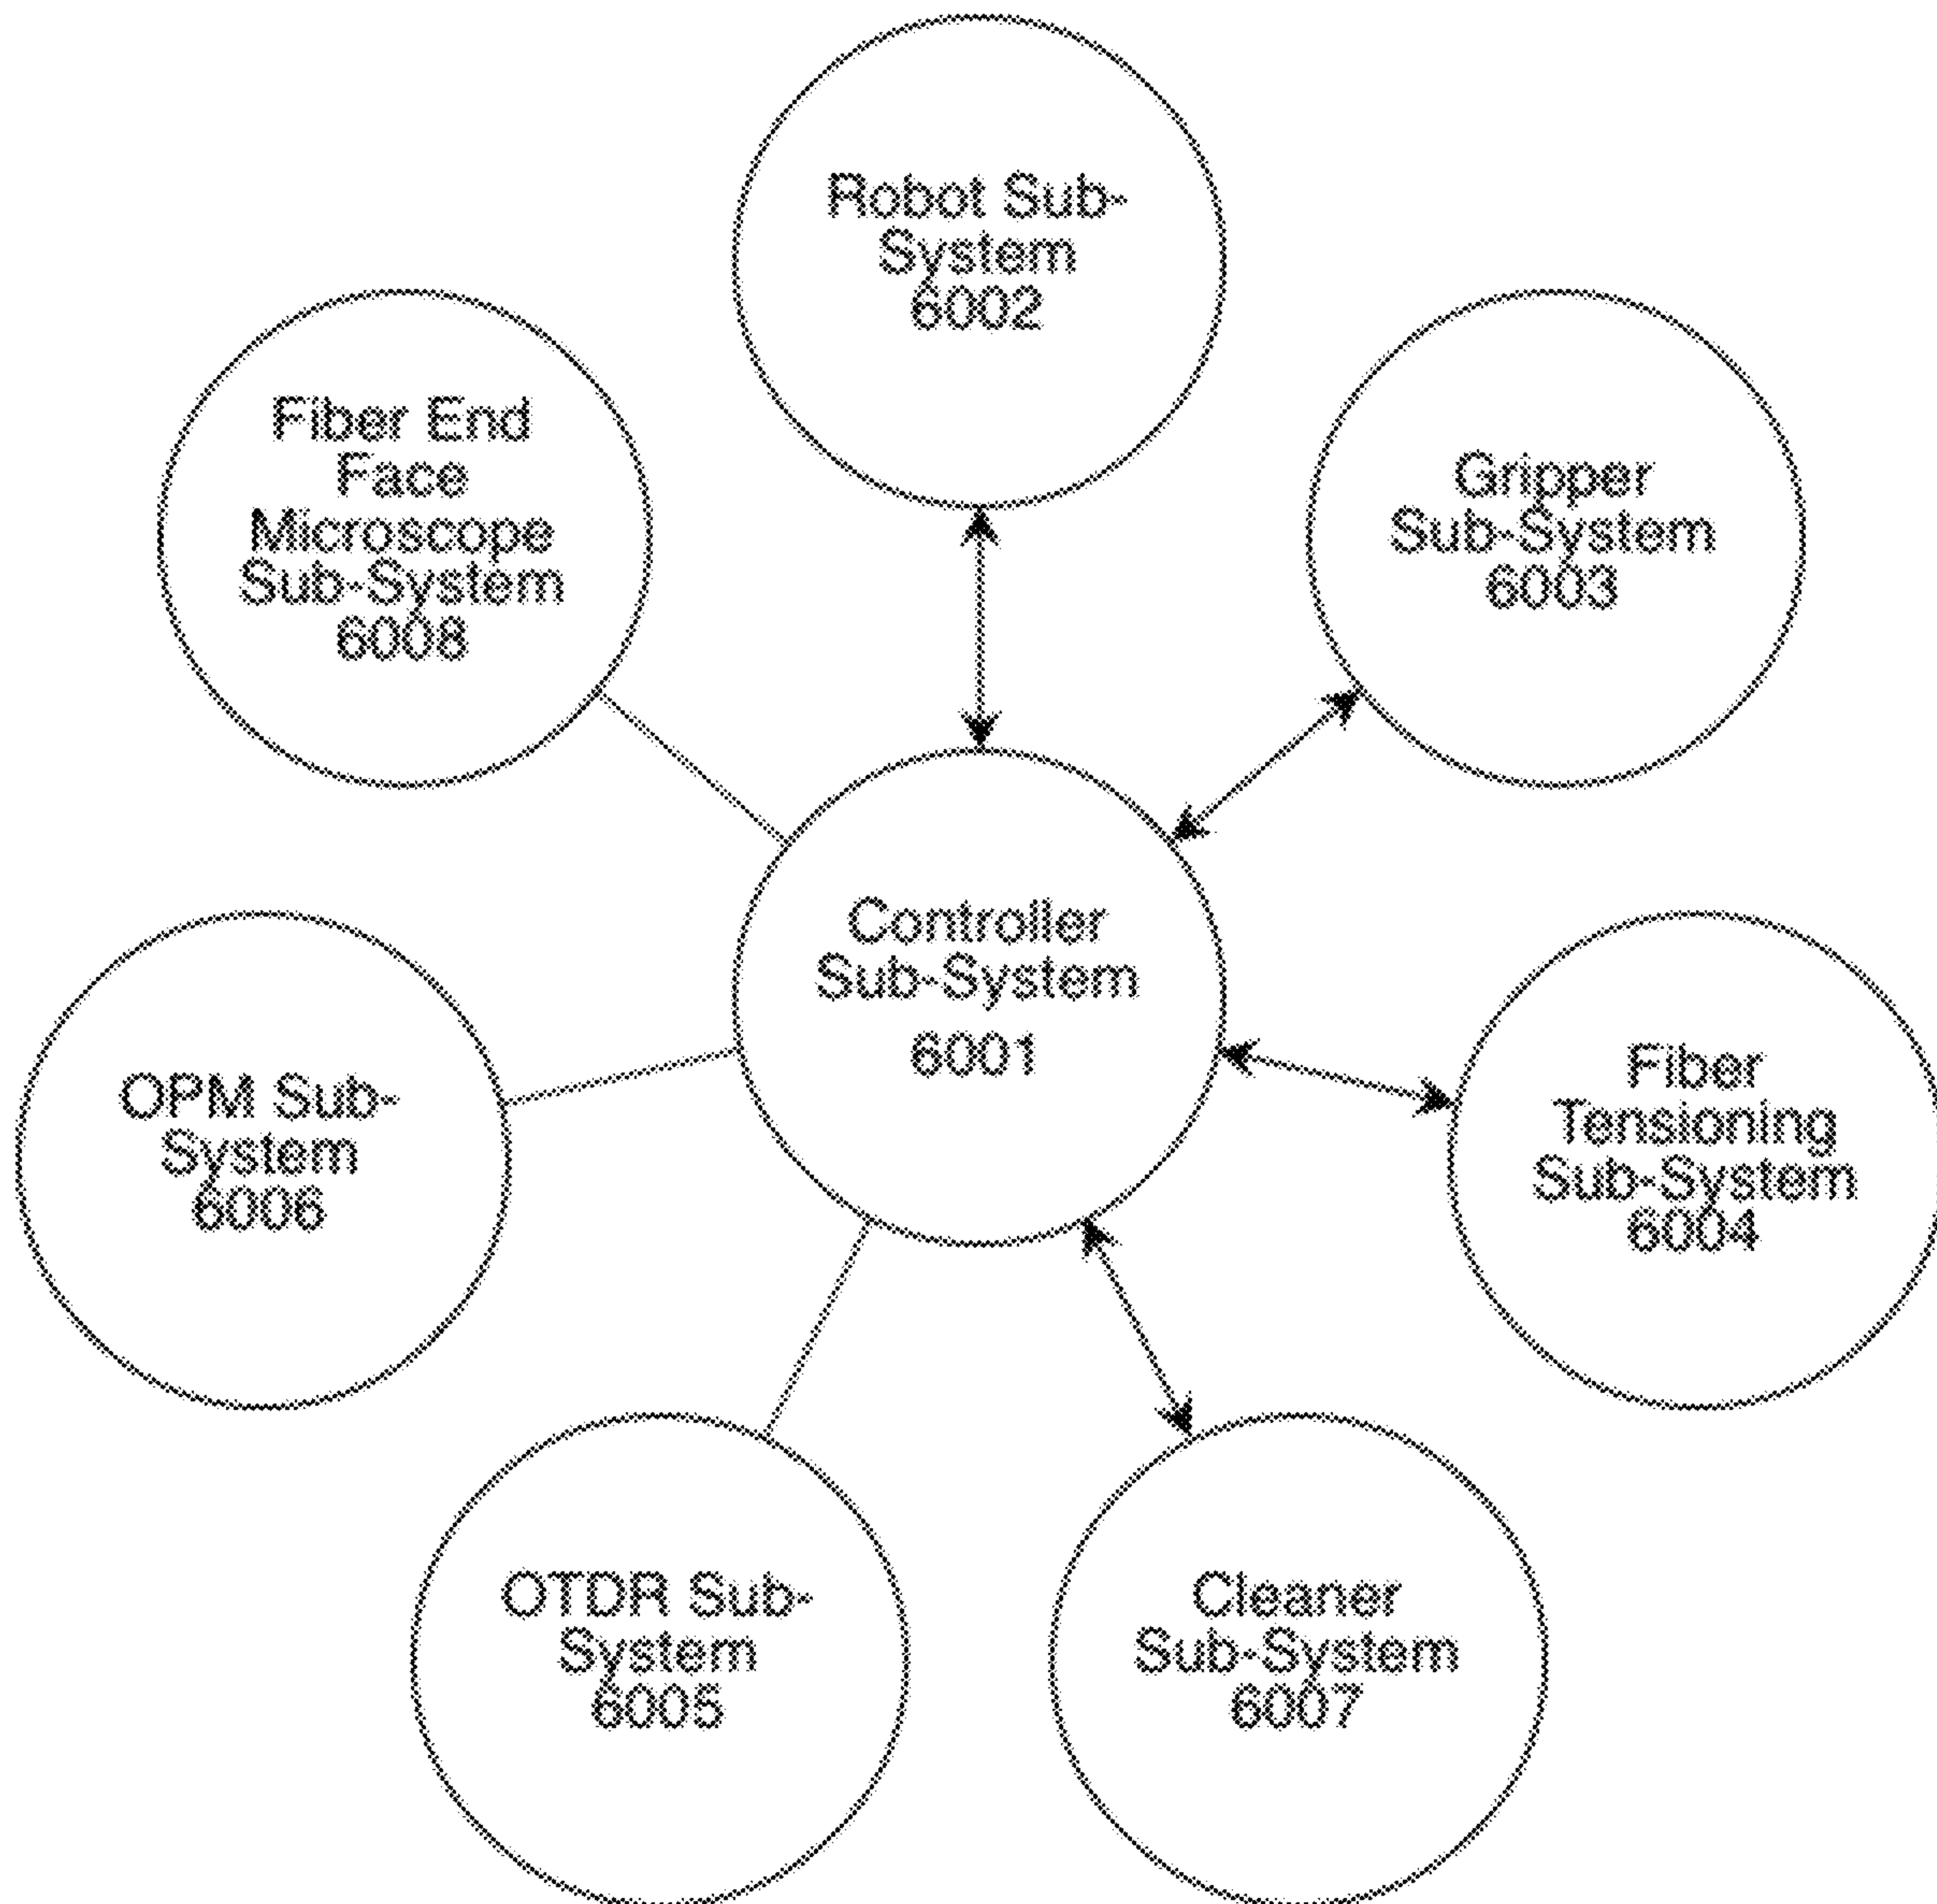 Robot Sub-
System
6002
Fiber End
Face
Microscope
Sub-System
6008
Gripper
Sub-System
6003
Controller
Sub-System
6001
OPM Sub-
System
6006
Fiber
Tensioning
Sub-System
6004
OTDR Sub-
System
6005
Cleaner
Sub-System
6007